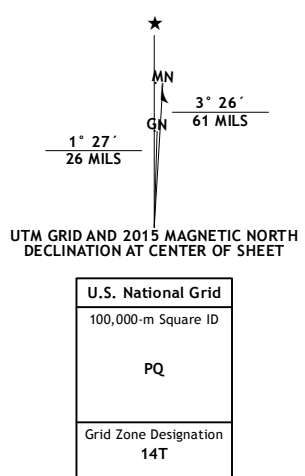 ★
MN
3° 26´
61 MILS
GN
1° 27´
26 MILS
UTM GRID AND 2015 MAGNETIC NORTH
DECLINATION AT CENTER OF SHEET
U.S. National Grid
100,000-m Square ID
PQ
Grid Zone Designation
14T